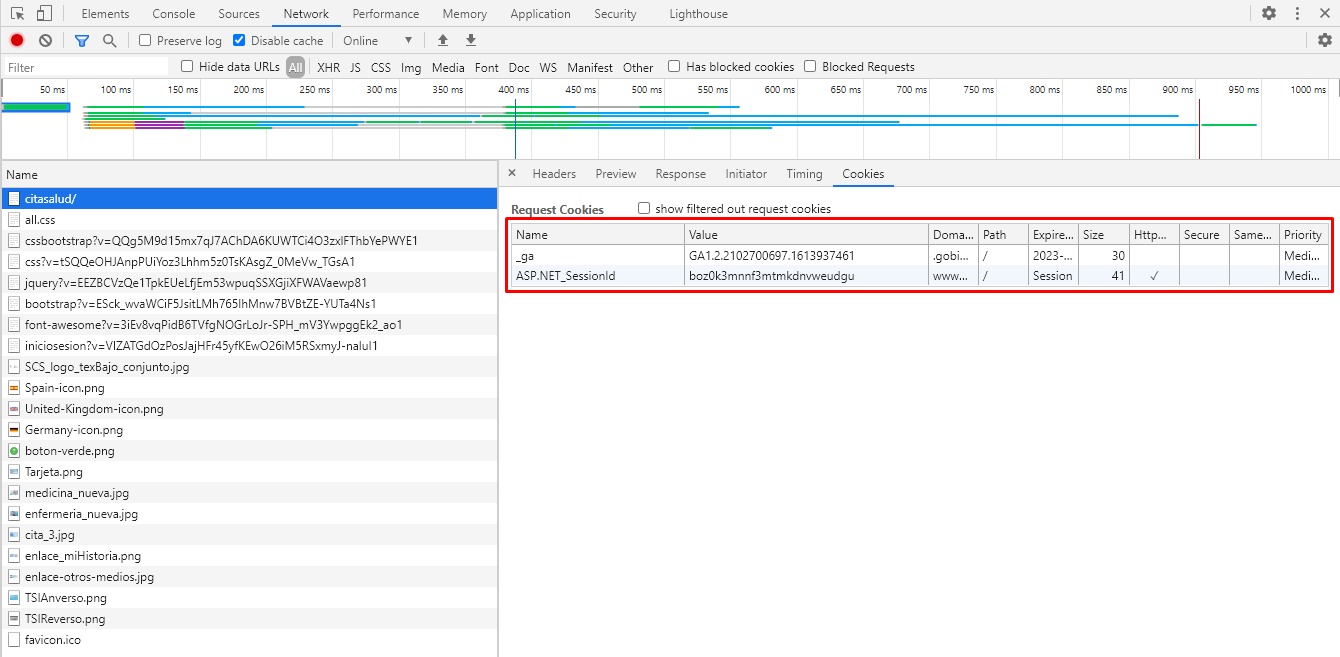 Elements Console Sources Network Performance Memory Application Security Lighthouse
Preserve log Disable cache Online
Filter Hide data URLs All XHR JS CSS Img Media Font Doc WS Manifest Other Has blocked cookies Blocked Requests
50 ms 100 ms 150 ms 200 ms 250 ms 300 ms 350 ms 400 ms 450 ms 500 ms 550 ms 600 ms 650 ms 700 ms 750 ms 800 ms 850 ms 900 ms 950 ms 1000 ms
Name
citasalud/
all.css
cssbootstrap?v=QQg5M9d15mx7qJ7AChDA6KUWTCi4O3zxlFThbYePWYE1
css?v=tSQQeOHJAnpPUiYoz3Lhhm5z0TsKAsgZ_0MeVw_TGsA1
jquery?v=EEZBCVzQe1TpkEUeLfjEm53wpuqSSXGjiXFWAVaewp81
bootstrap?v=ESck_wvaWCiF5JsitLMh765lhMnw7BVBtZE-YUTa4Ns1
font-awesome?v=3iEv8vqPidB6TVfgNOGrLoJr-SPH_mV3YwpggEk2_ao1
iniciosesion?v=VIZATGdOzPosJajHFr45yfKEwO26iM5RSxmyJ-naluI1
SCS_logo_texBajo_conjunto.jpg
Spain-icon.png
United-Kingdom-icon.png
Germany-icon.png
boton-verde.png
Tarjeta.png
medicina_nueva.jpg
enfermeria_nueva.jpg
cita_3.jpg
enlace_miHistoria.png
enlace-otros-medios.jpg
TSIAnverso.png
TSIReverso.png
favicon.ico
Headers Preview Response Initiator Timing Cookies
Request Cookies show filtered out request cookies
Name Value Doma... Path Expire... Size Http... Secure Same... Priority
_ga GA1.2.2102700697.1613937461 .gobi... / 2023-... 30 Medi...
ASP.NET_SessionId boz0k3mnnf3mtmkdnvweudgu www... / Session 41 ✓ Medi...